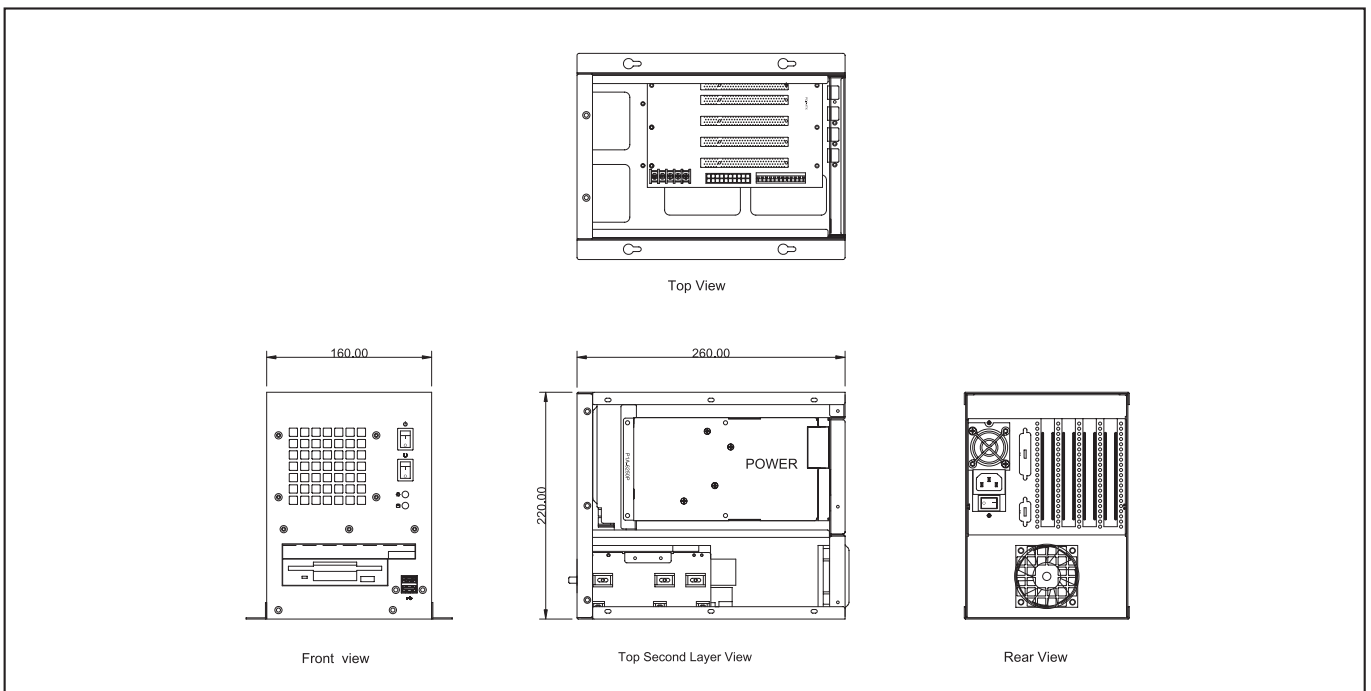 Top View
160.00
260.00
220.00
POWER
Front view
Top Second Layer View
Rear View